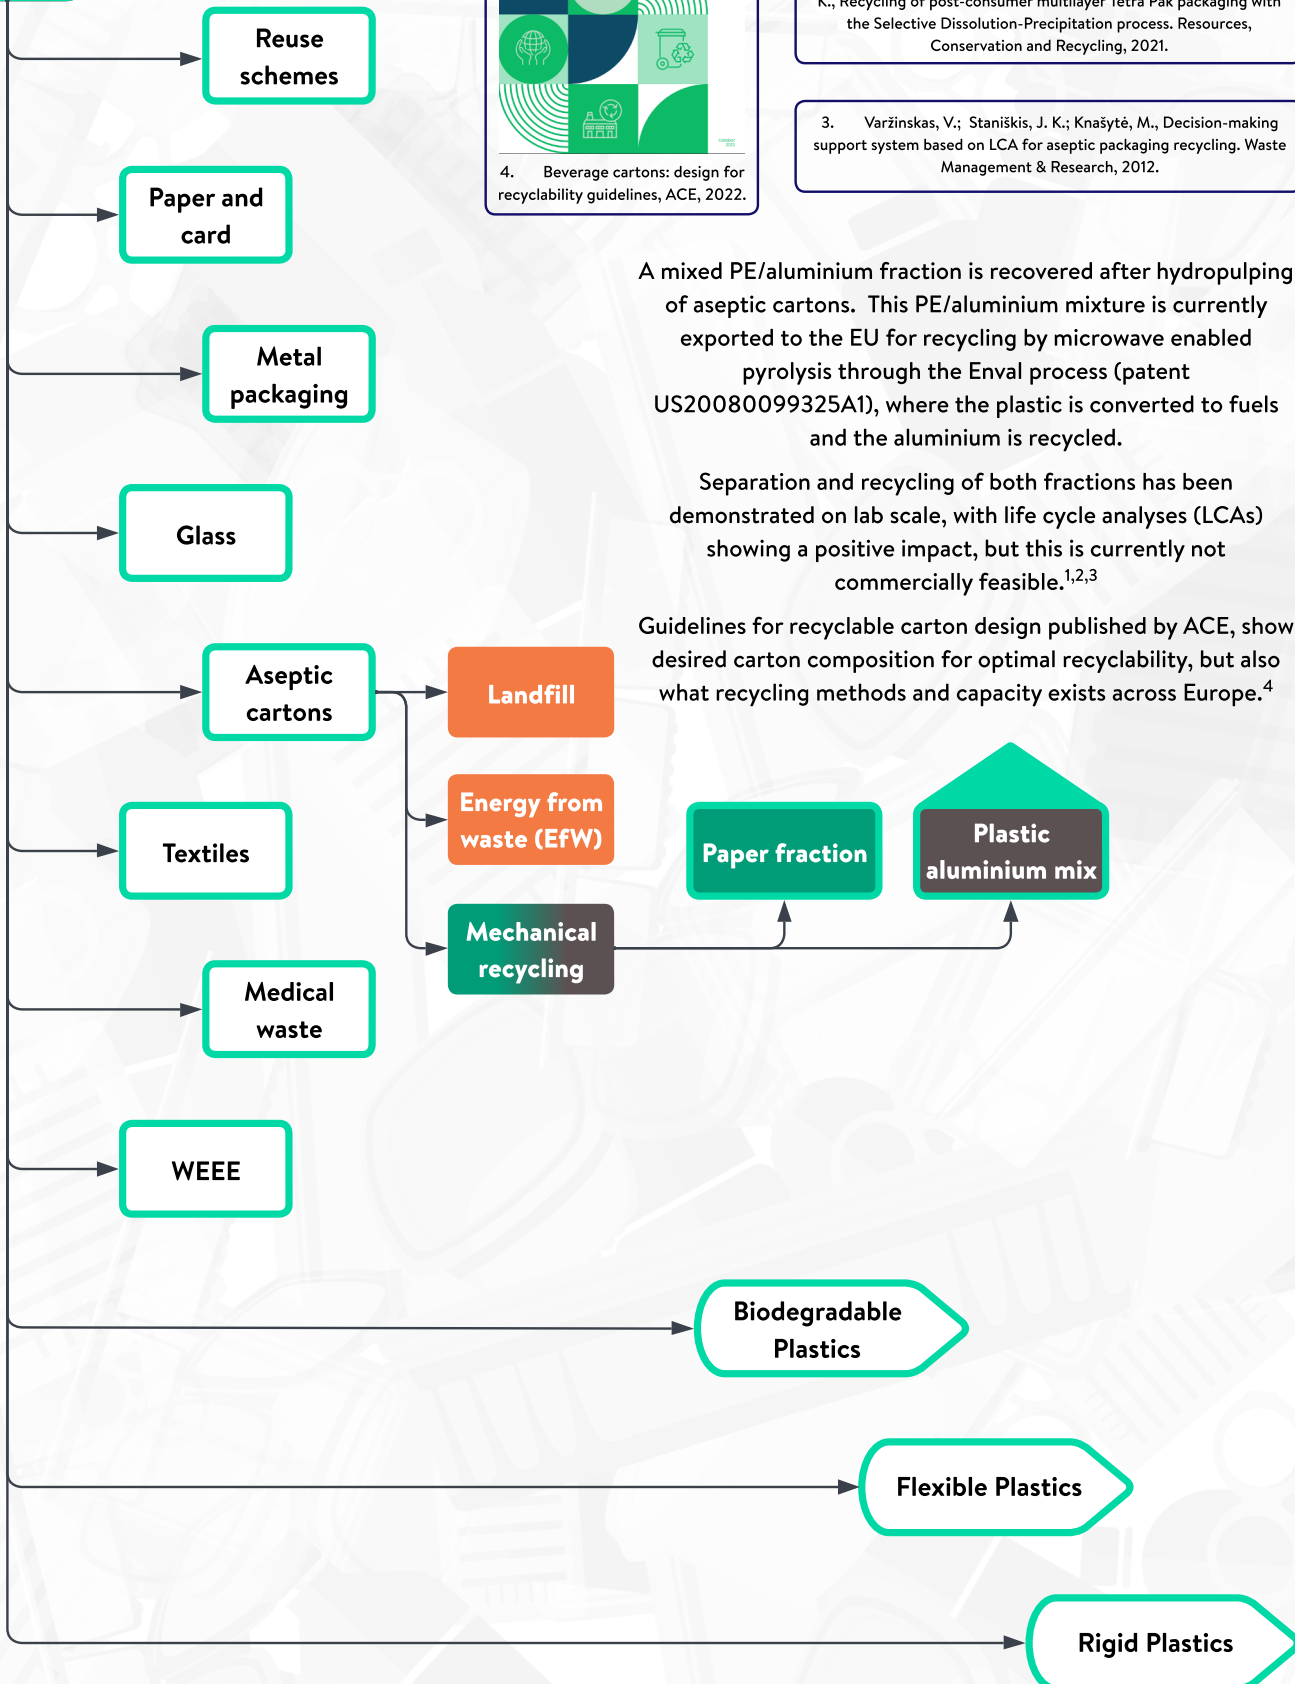 Reuse
schemes
K., Recycling of post-consumer multilayer Tetra Pak packaging with
the Selective Dissolution-Precipitation process. Resources,
Conservation and Recycling, 2021.
3. Varžinskas, V.; Staniškis, J. K.; Knašytė, M., Decision-making
support system based on LCA for aseptic packaging recycling. Waste
Management & Research, 2012.
4. Beverage cartons: design for
recyclability guidelines, ACE, 2022.
Paper and
card
A mixed PE/aluminium fraction is recovered after hydropulping
of aseptic cartons. This PE/aluminium mixture is currently
exported to the EU for recycling by microwave enabled
pyrolysis through the Enval process (patent
US20080099325A1), where the plastic is converted to fuels
and the aluminium is recycled.
Metal
packaging
Separation and recycling of both fractions has been
demonstrated on lab scale, with life cycle analyses (LCAs)
showing a positive impact, but this is currently not
commercially feasible.1,2,3
Glass
Guidelines for recyclable carton design published by ACE, show
desired carton composition for optimal recyclability, but also
what recycling methods and capacity exists across Europe.4
Aseptic
cartons
Landfill
Energy from
waste (EfW)
Mechanical
recycling
Paper fraction
Plastic
aluminium mix
Textiles
Medical
waste
WEEE
Biodegradable
Plastics
Flexible Plastics
Rigid Plastics